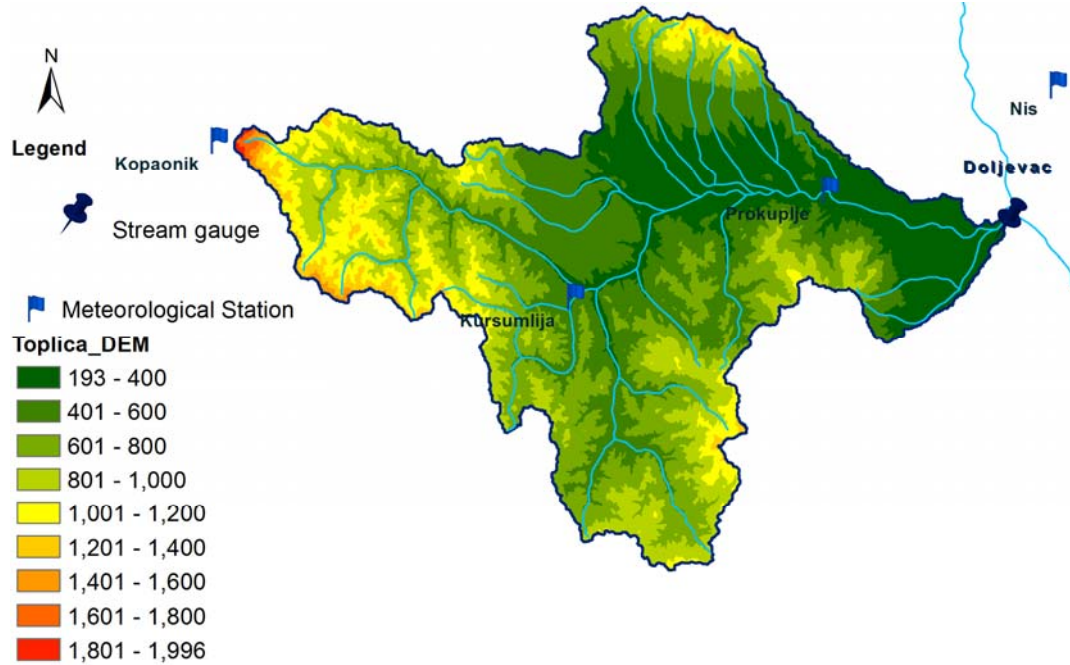 N
Legend
Kopaonik
Nis
Doljevac
Stream gauge
Prokuplje
Meteorological Station
Kursumlija
Toplica_DEM
193 - 400
401 - 600
601 - 800
801 - 1,000
1,001 - 1,200
1,201 - 1,400
1,401 - 1,600
1,601 - 1,800
1,801 - 1,996